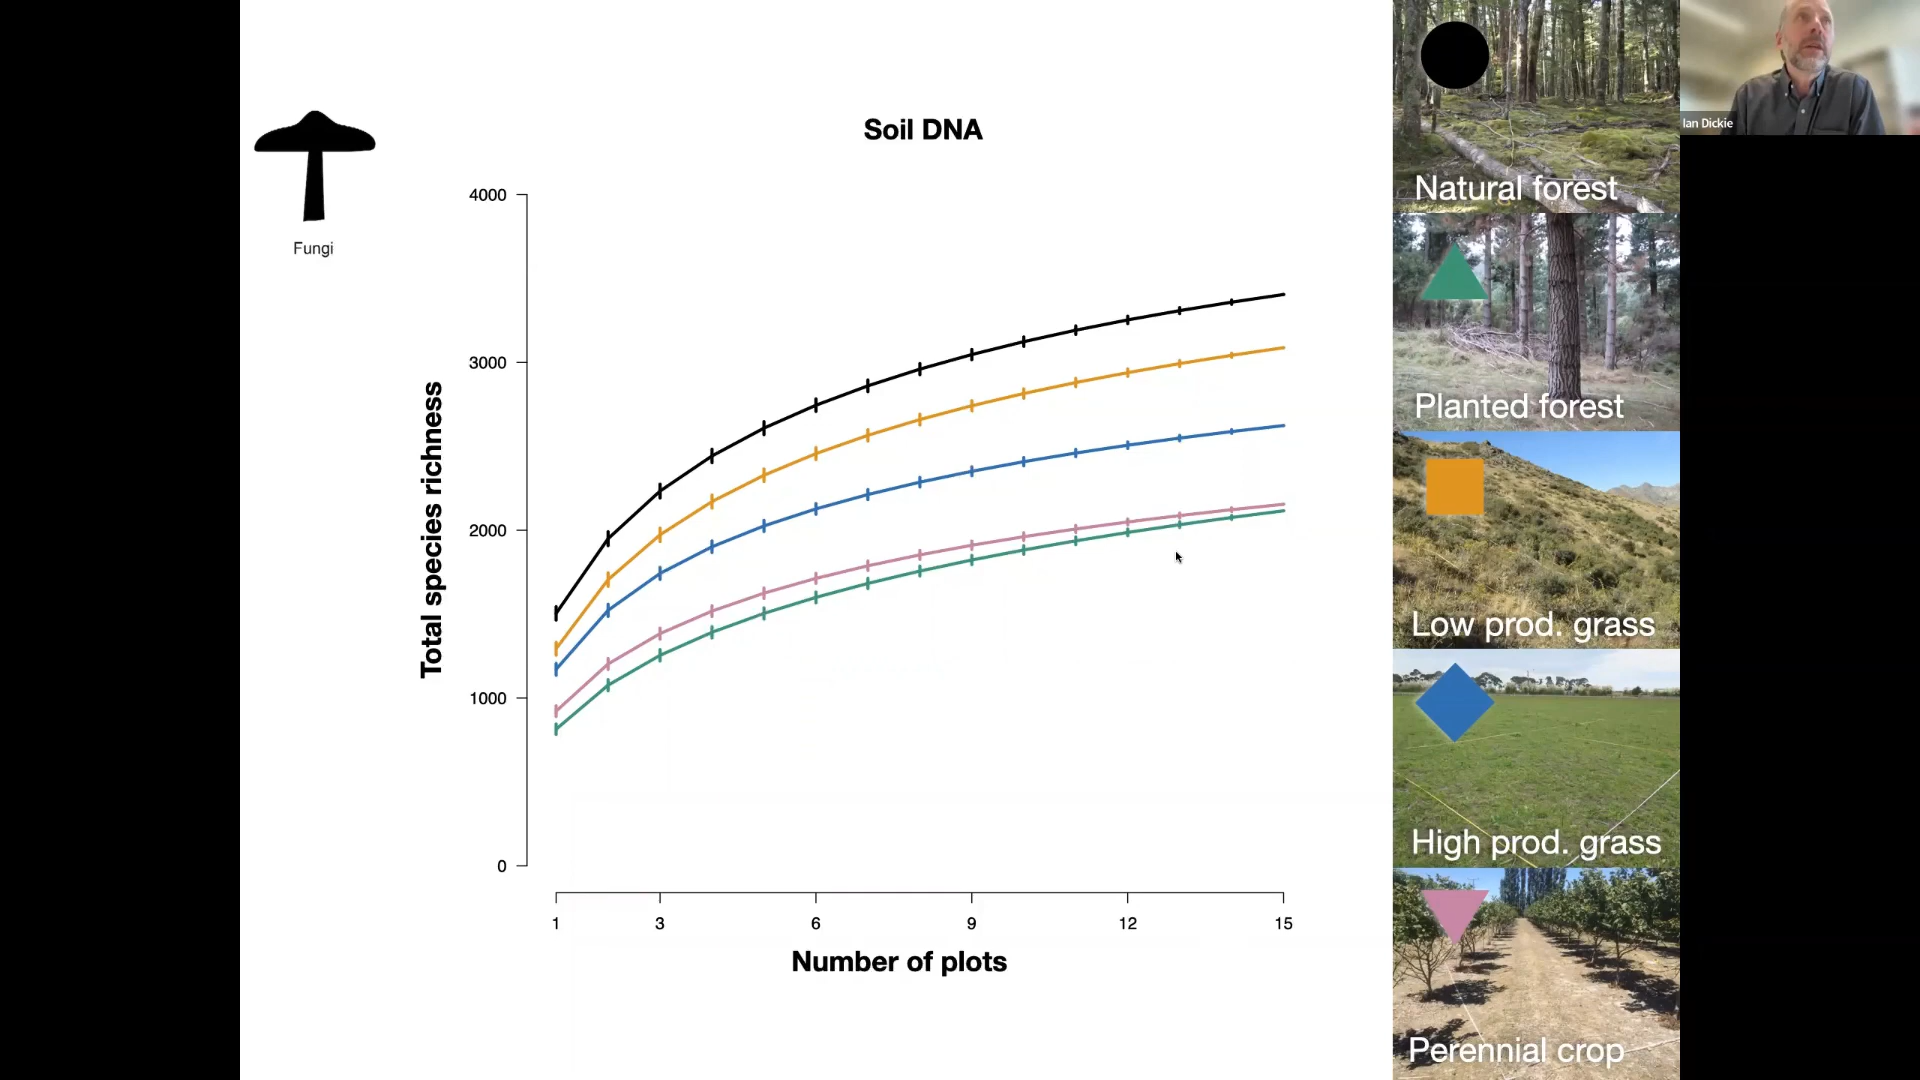 Soil DNA
Fungi
Total species richness
4000
3000
2000
1000
0
1 3 6 9 12 15
Number of plots
Natural forest
Planted forest
Low prod. grass
High prod. grass
Perennial crop
Ian Dickie